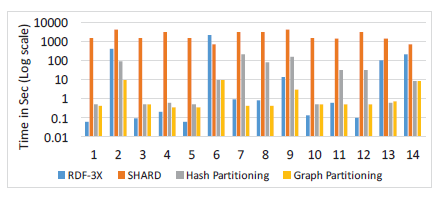 Time in Sec (Log scale)
10000
1000
100
10
1
0.1
0.01
1 2 3 4 5 6 7 8 9 10 11 12 13 14
RDF-3X SHARD Hash Partitioning Graph Partitioning